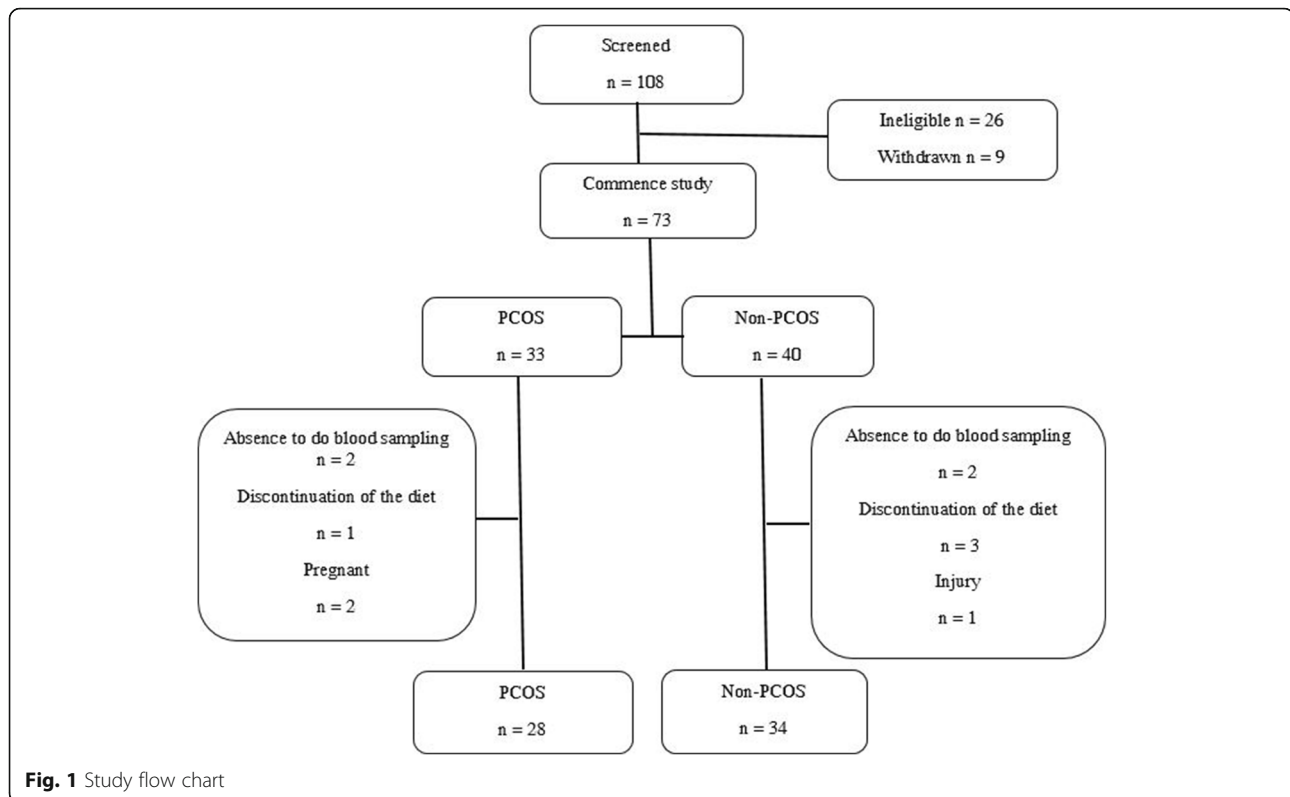 Screened
n = 108
Ineligible n = 26
Withdrawn n = 9
Commence study
n = 73
PCOS
n = 33
Non-PCOS
n = 40
Absence to do blood sampling
n = 2
Discontinuation of the diet
n = 1
Pregnant
n = 2
Absence to do blood sampling
n = 2
Discontinuation of the diet
n = 3
Injury
n = 1
PCOS
n = 28
Non-PCOS
n = 34
Fig. 1 Study flow chart